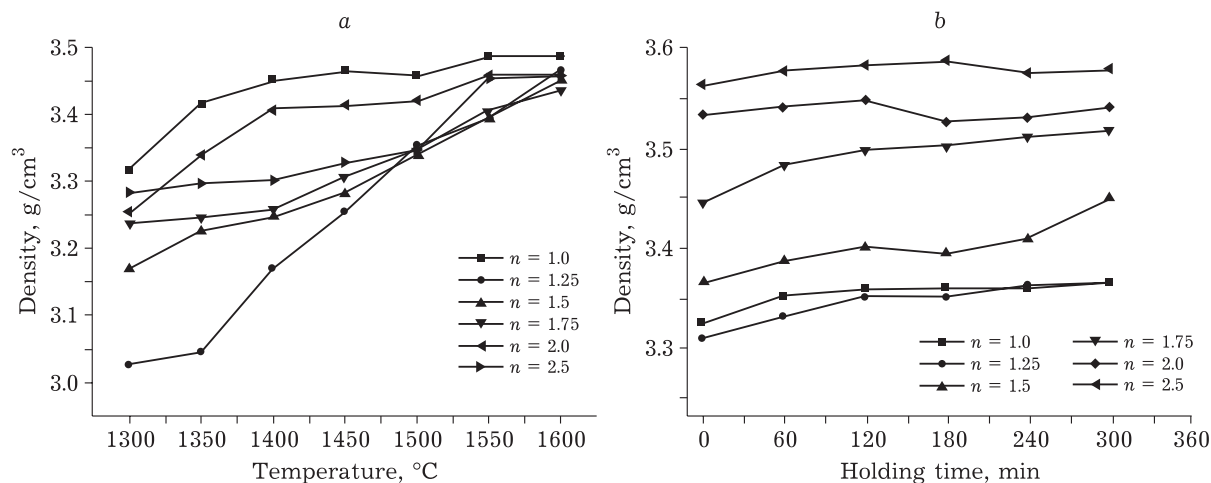 a
3.5
3.4
3.3
3.2
3.1
3.0
Density, g/cm³
n = 1.0
n = 1.25
n = 1.5
n = 1.75
n = 2.0
n = 2.5
1300 1350 1400 1450 1500 1550 1600
Temperature, °C
b
3.6
3.5
3.4
3.3
Density, g/cm³
n = 1.0
n = 1.25
n = 1.5
n = 1.75
n = 2.0
n = 2.5
0 60 120 180 240 300 360
Holding time, min